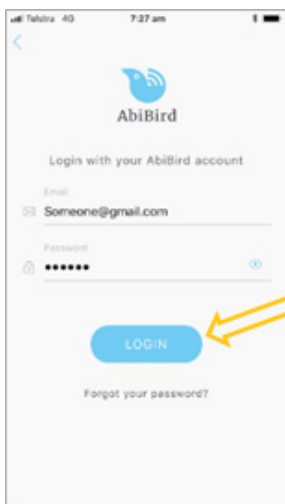 Telstra 4G 7:27 am
AbiBird
Login with your AbiBird account
Email
Someone@gmail.com
Password
••••••
LOGIN
Forgot your password?